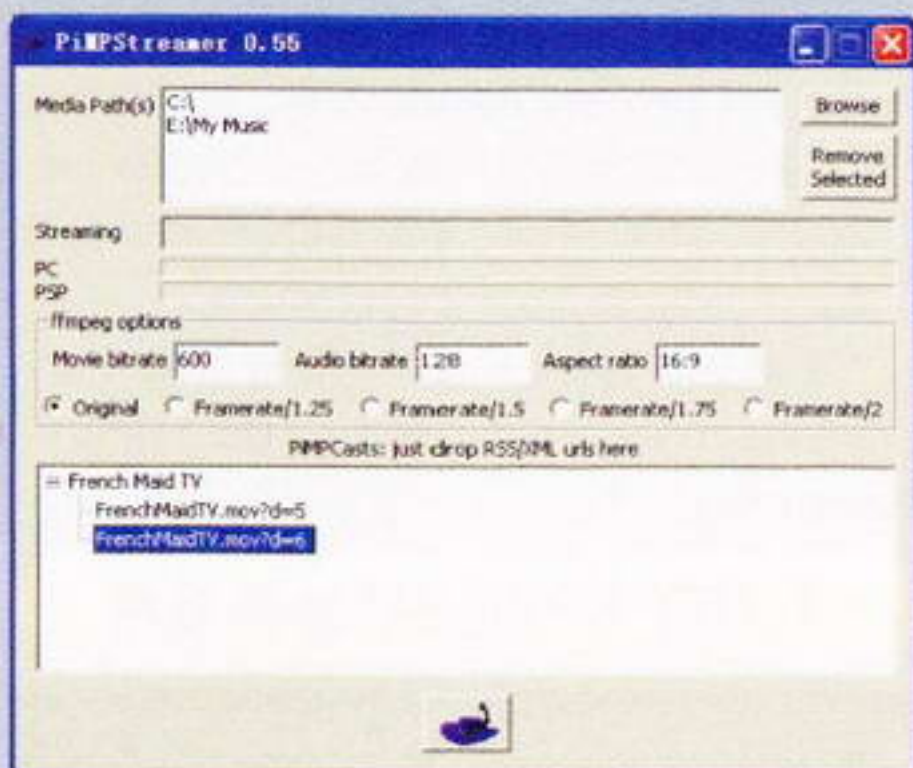 PiMPStreamer 0.55
Media Path(s)
C:\
E:\My Music
Browse
Remove
Selected
Streaming
PC
PSP
ffmpeg options
Movie bitrate 600 Audio bitrate 128 Aspect ratio 16:9
Original Framerate/1.25 Framerate/1.5 Framerate/1.75 Framerate/2
PiMPCasts: just drop RSS/XML urls here
French Maid TV
FrenchMaidTV.mov?d=5
FrenchMaidTV.mov?d=6